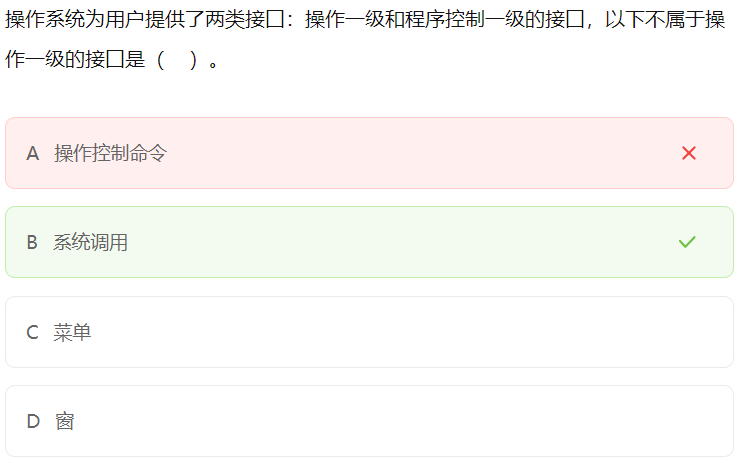 操作系统为用户提供了两类接口：操作一级和程序控制一级的接口，以下不属于操
作一级的接口是（　）。
A 操作控制命令
B 系统调用
C 菜单
D 窗